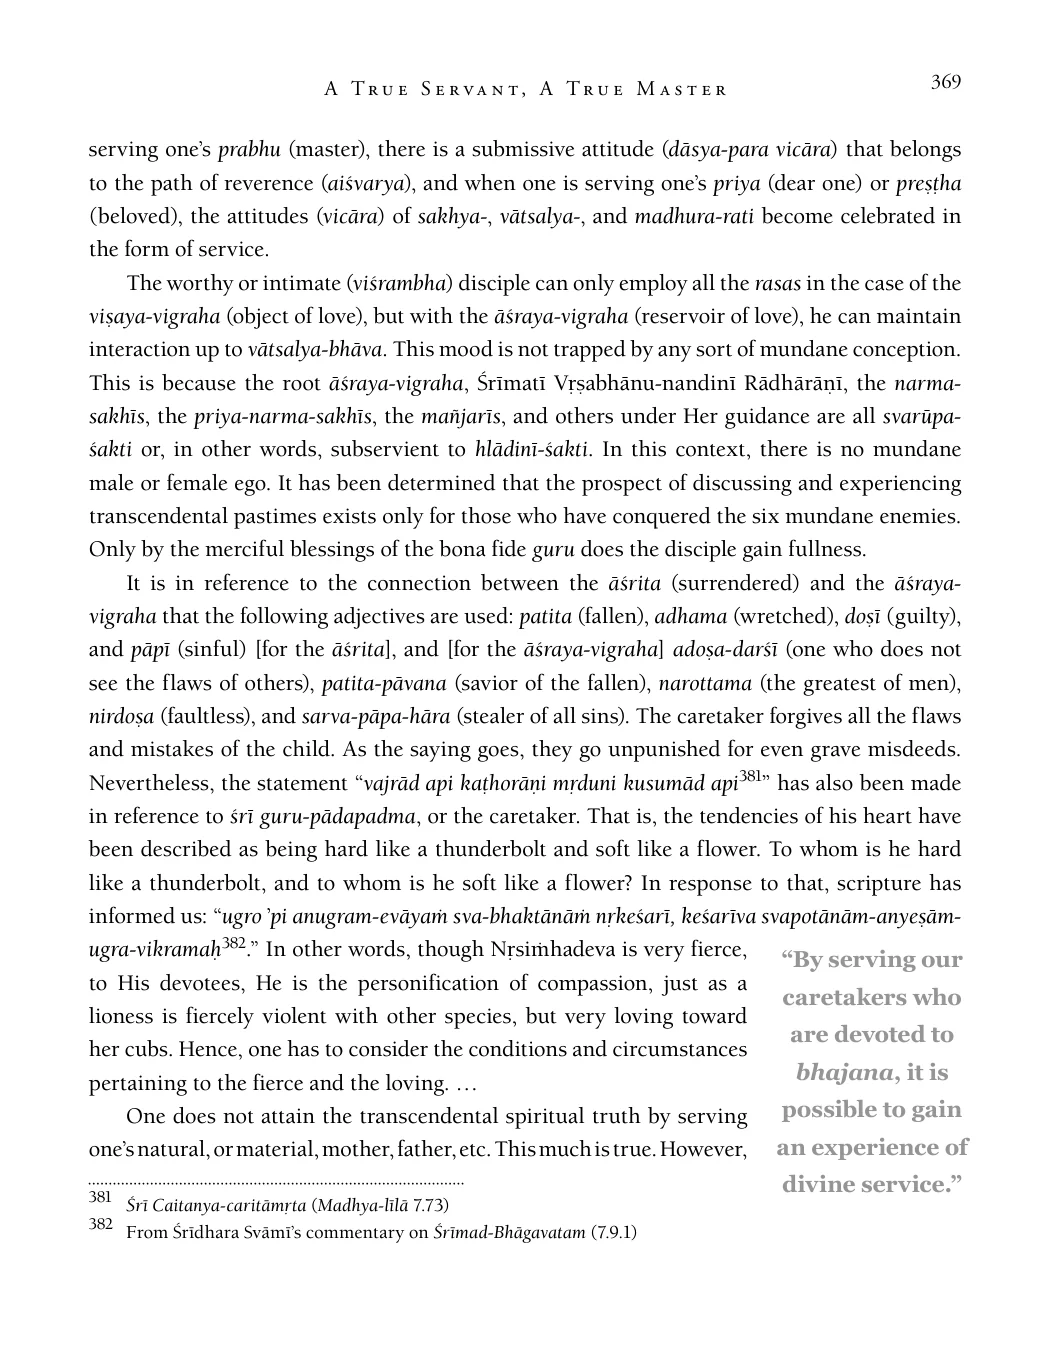 A True Servant, A True Master
369
serving one’s prabhu (master), there is a submissive attitude (dāsya-para vicāra) that belongs
to the path of reverence (aiśvarya), and when one is serving one’s priya (dear one) or preṣṭha
(beloved), the attitudes (vicāra) of sakhya-, vātsalya-, and madhura-rati become celebrated in
the form of service.
The worthy or intimate (viśrambha) disciple can only employ all the rasas in the case of the
viṣaya-vigraha (object of love), but with the āśraya-vigraha (reservoir of love), he can maintain
interaction up to vātsalya-bhāva. This mood is not trapped by any sort of mundane conception.
This is because the root āśraya-vigraha, Śrīmatī Vṛṣabhānu-nandinī Rādhārāṇī, the narma-
sakhīs, the priya-narma-sakhīs, the mañjarīs, and others under Her guidance are all svarūpa-
śakti or, in other words, subservient to hlādinī-śakti. In this context, there is no mundane
male or female ego. It has been determined that the prospect of discussing and experiencing
transcendental pastimes exists only for those who have conquered the six mundane enemies.
Only by the merciful blessings of the bona fide guru does the disciple gain fullness.
It is in reference to the connection between the āśrita (surrendered) and the āśraya-
vigraha that the following adjectives are used: patita (fallen), adhama (wretched), doṣī (guilty),
and pāpī (sinful) [for the āśrita], and [for the āśraya-vigraha] adoṣa-darśī (one who does not
see the flaws of others), patita-pāvana (savior of the fallen), narottama (the greatest of men),
nirdoṣa (faultless), and sarva-pāpa-hāra (stealer of all sins). The caretaker forgives all the flaws
and mistakes of the child. As the saying goes, they go unpunished for even grave misdeeds.
Nevertheless, the statement “vajrād api kaṭhorāṇi mṛduni kusumād api381” has also been made
in reference to śrī guru-pādapadma, or the caretaker. That is, the tendencies of his heart have
been described as being hard like a thunderbolt and soft like a flower. To whom is he hard
like a thunderbolt, and to whom is he soft like a flower? In response to that, scripture has
informed us: “ugro ’pi anugram-evāyaṁ sva-bhaktānāṁ nṛkeśarī, keśarīva svapotānām-anyeṣām-
ugra-vikramaḥ382.” In other words, though Nṛsiṁhadeva is very fierce,
to His devotees, He is the personification of compassion, just as a
lioness is fiercely violent with other species, but very loving toward
her cubs. Hence, one has to consider the conditions and circumstances
pertaining to the fierce and the loving. …
One does not attain the transcendental spiritual truth by serving
one’s natural, or material, mother, father, etc. This much is true. However,
“By serving our
caretakers who
are devoted to
bhajana, it is
possible to gain
an experience of
divine service.”
381 Śrī Caitanya-caritāmṛta (Madhya-līlā 7.73)
382 From Śrīdhara Svāmī’s commentary on Śrīmad-Bhāgavatam (7.9.1)